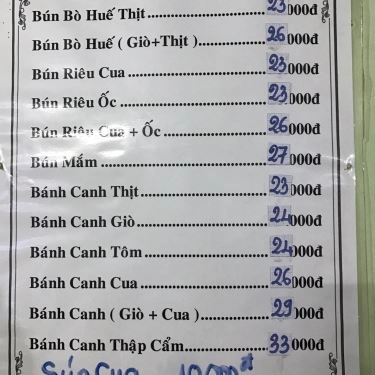 Bún Bò Huế Thịt 23000đ
Bún Bò Huế ( Giò+Thịt ) 26000đ
Bún Riêu Cua 23000đ
Bún Riêu Ốc 23000đ
Bún Riêu Cua + Ốc 26000đ
Bún Mắm 27000đ
Bánh Canh Thịt 23000đ
Bánh Canh Giò 24000đ
Bánh Canh Tôm 24000đ
Bánh Canh Cua 26000đ
Bánh Canh ( Giò + Cua ) 29000đ
Bánh Canh Thập Cẩm 33000đ